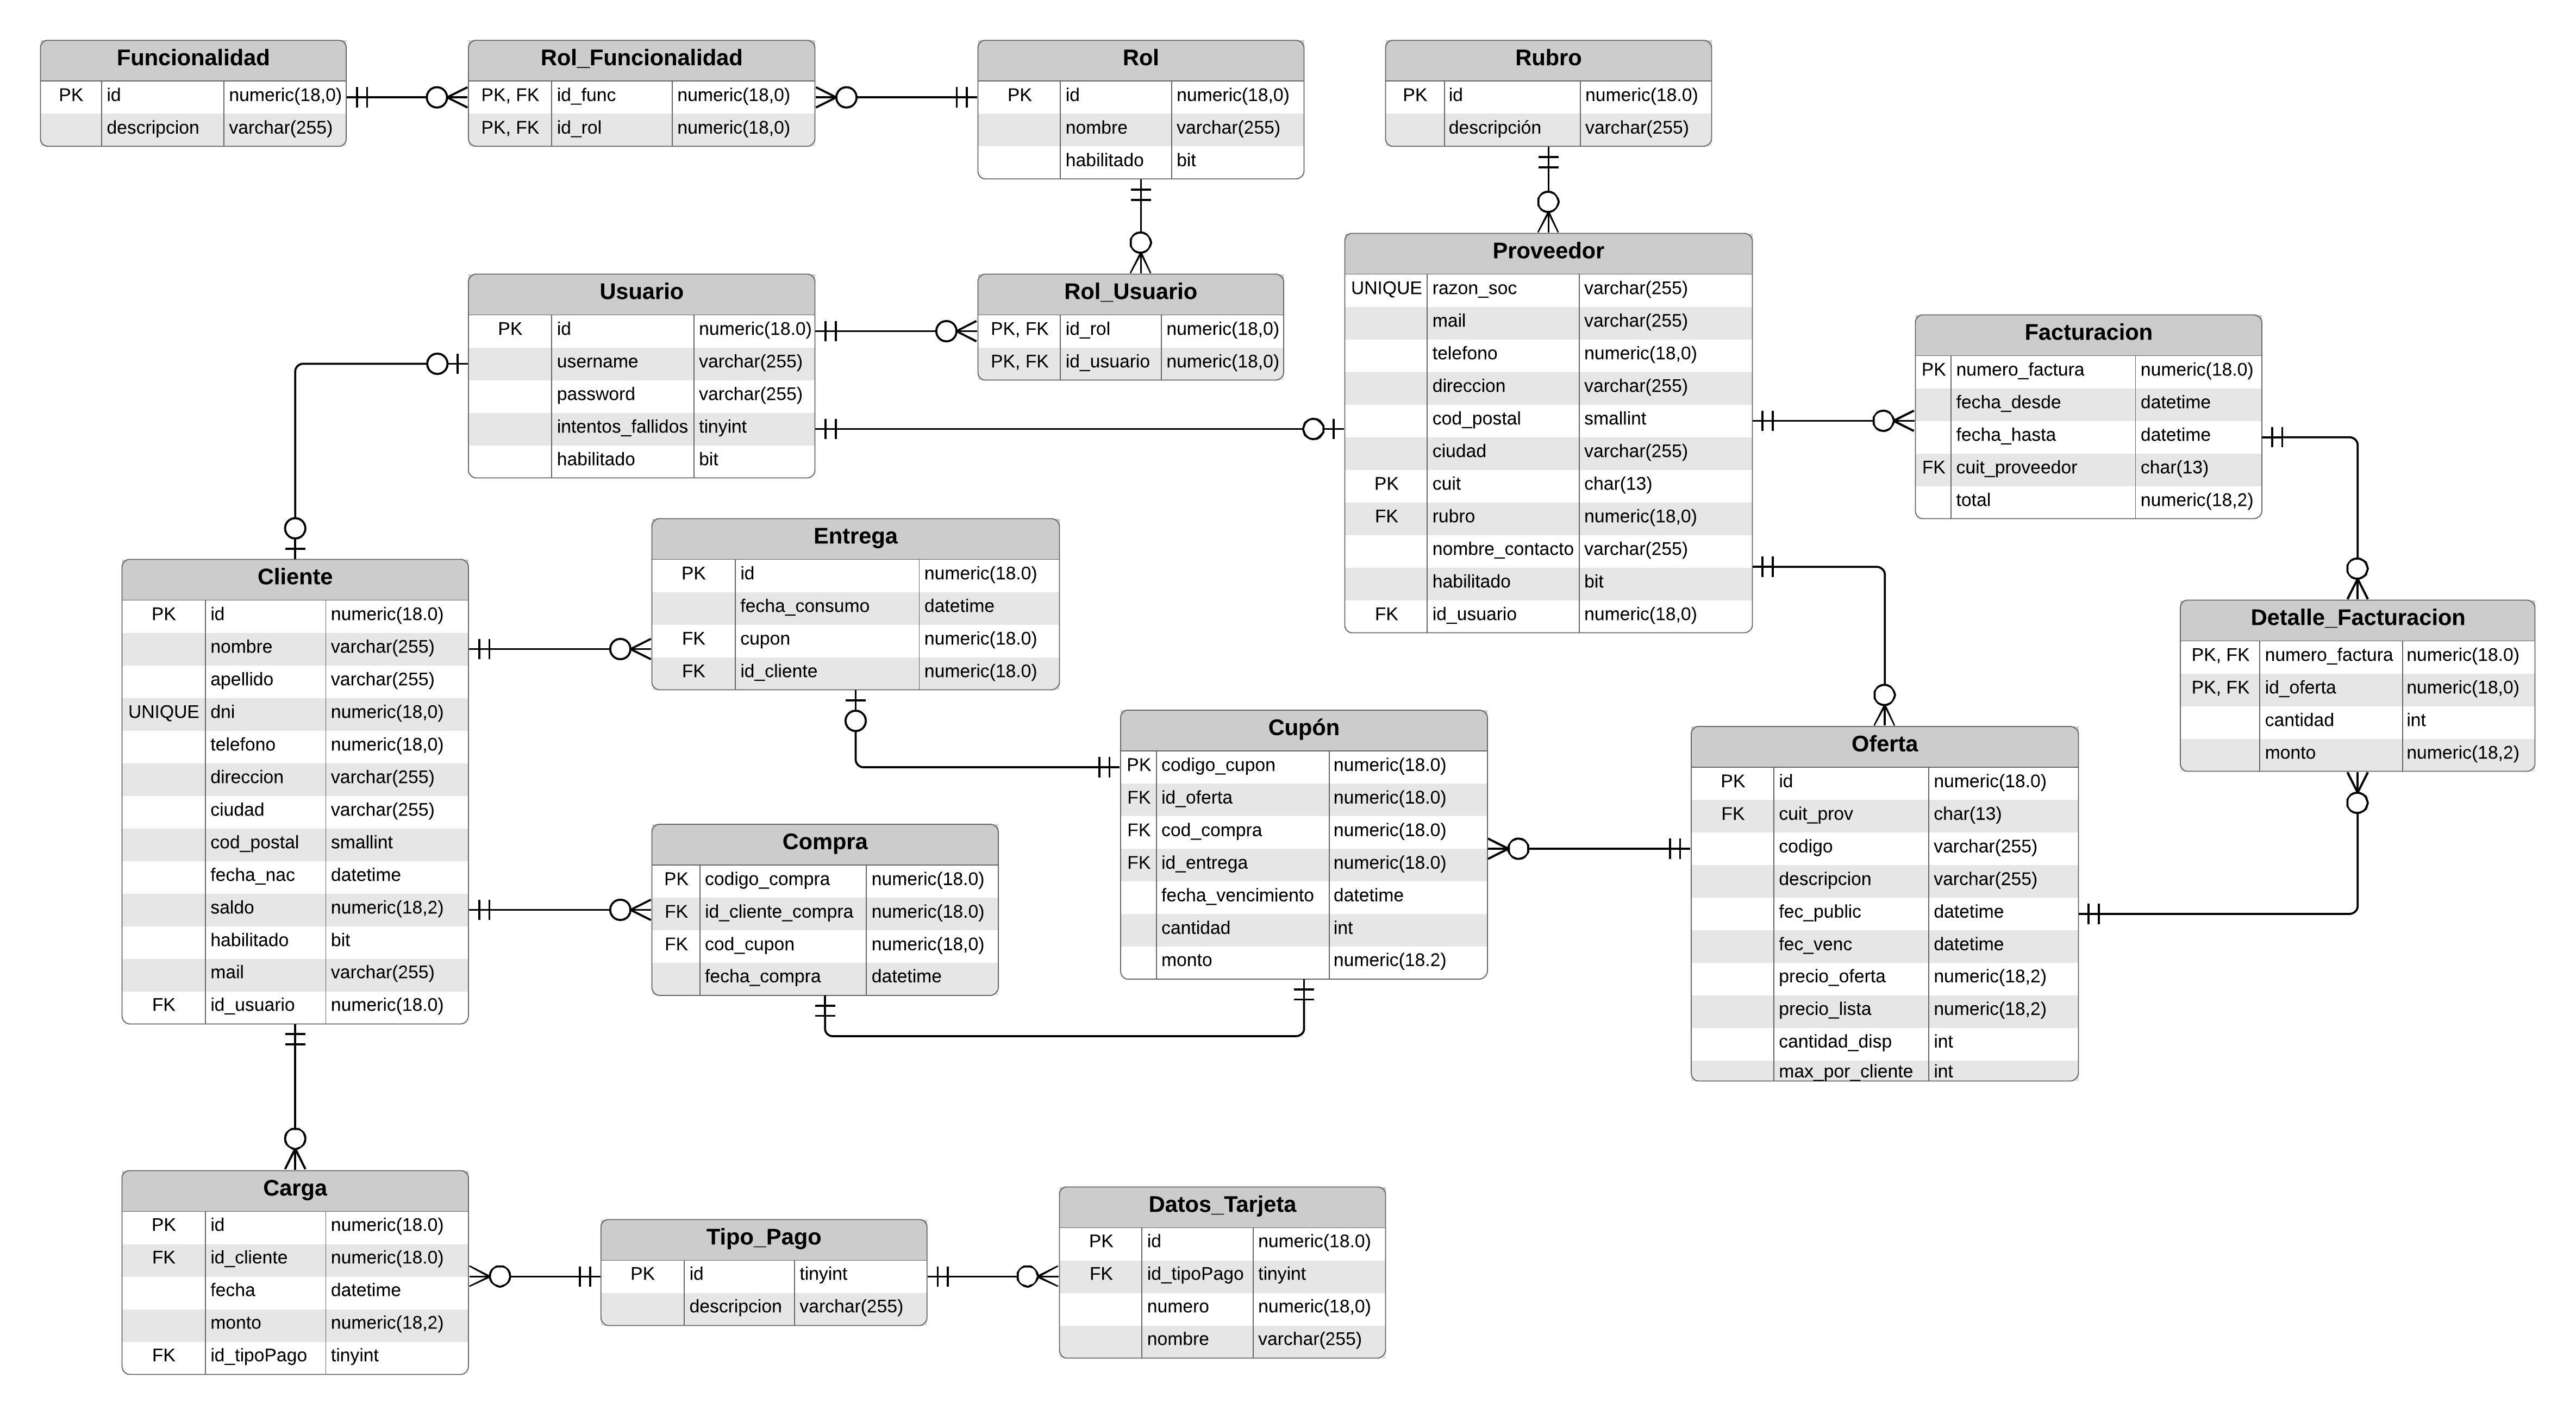 Funcionalidad
PK id numeric(18,0)
descripcion varchar(255)
Rol_Funcionalidad
PK, FK id_func numeric(18,0)
PK, FK id_rol numeric(18,0)
Rol
PK id numeric(18,0)
nombre varchar(255)
habilitado bit
Rubro
PK id numeric(18.0)
descripción varchar(255)
Usuario
PK id numeric(18.0)
username varchar(255)
password varchar(255)
intentos_fallidos tinyint
habilitado bit
Rol_Usuario
PK, FK id_rol numeric(18,0)
PK, FK id_usuario numeric(18,0)
Proveedor
UNIQUE razon_soc varchar(255)
mail varchar(255)
telefono numeric(18,0)
direccion varchar(255)
cod_postal smallint
ciudad varchar(255)
PK cuit char(13)
FK rubro numeric(18,0)
nombre_contacto varchar(255)
habilitado bit
FK id_usuario numeric(18,0)
Facturacion
PK numero_factura numeric(18.0)
fecha_desde datetime
fecha_hasta datetime
FK cuit_proveedor char(13)
total numeric(18,2)
Cliente
PK id numeric(18.0)
nombre varchar(255)
apellido varchar(255)
UNIQUE dni numeric(18,0)
telefono numeric(18,0)
direccion varchar(255)
ciudad varchar(255)
cod_postal smallint
fecha_nac datetime
saldo numeric(18,2)
habilitado bit
mail varchar(255)
FK id_usuario numeric(18.0)
Entrega
PK id numeric(18.0)
fecha_consumo datetime
FK cupon numeric(18.0)
FK id_cliente numeric(18.0)
Detalle_Facturacion
PK, FK numero_factura numeric(18.0)
PK, FK id_oferta numeric(18,0)
cantidad int
monto numeric(18,2)
Cupón
PK codigo_cupon numeric(18.0)
FK id_oferta numeric(18.0)
FK cod_compra numeric(18.0)
FK id_entrega numeric(18.0)
fecha_vencimiento datetime
cantidad int
monto numeric(18.2)
Oferta
PK id numeric(18.0)
FK cuit_prov char(13)
codigo varchar(255)
descripcion varchar(255)
fec_public datetime
fec_venc datetime
precio_oferta numeric(18,2)
precio_lista numeric(18,2)
cantidad_disp int
max_por_cliente int
Compra
PK codigo_compra numeric(18.0)
FK id_cliente_compra numeric(18.0)
FK cod_cupon numeric(18,0)
fecha_compra datetime
Carga
PK id numeric(18.0)
FK id_cliente numeric(18.0)
fecha datetime
monto numeric(18,2)
FK id_tipoPago tinyint
Tipo_Pago
PK id tinyint
descripcion varchar(255)
Datos_Tarjeta
PK id numeric(18.0)
FK id_tipoPago tinyint
numero numeric(18,0)
nombre varchar(255)